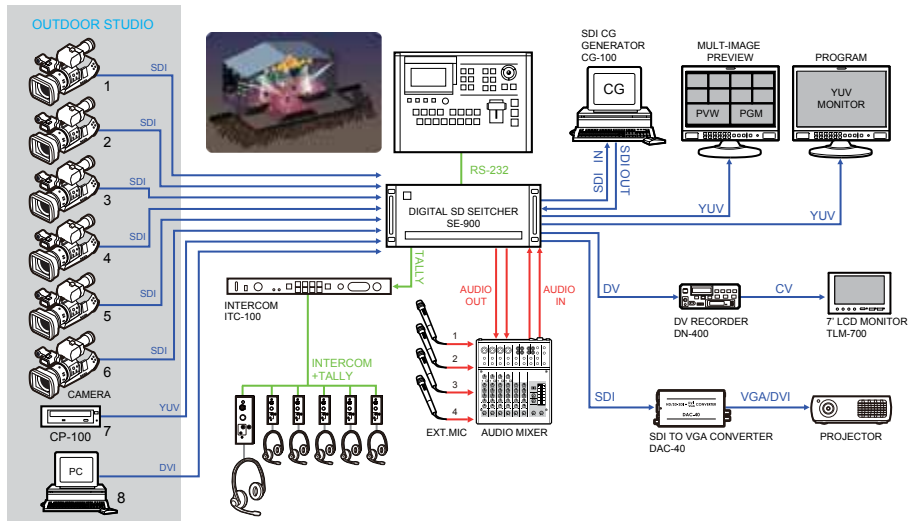 OUTDOOR STUDIO
SDI
1
SDI
2
SDI
3
SDI
4
SDI
5
SDI
6
CAMERA
YUV
7
CP-100
DVI
PC
8
RS-232
SDI CG
GENERATOR
CG-100
CG
SDI IN
SDI OUT
MULT-IMAGE
PREVIEW
PVW
PGM
YUV
PROGRAM
YUV
MONITOR
YUV
DIGITAL SD SEITCHER
SE-900
TALLY
INTERCOM
ITC-100
INTERCOM
+TALLY
AUDIO
OUT
AUDIO
IN
1
2
3
4
EXT.MIC
AUDIO MIXER
DV
DV RECORDER
DN-400
CV
7' LCD MONITOR
TLM-700
SDI
DAC-40
SDI TO VGA CONVERTER
DAC-40
VGA/DVI
PROJECTOR